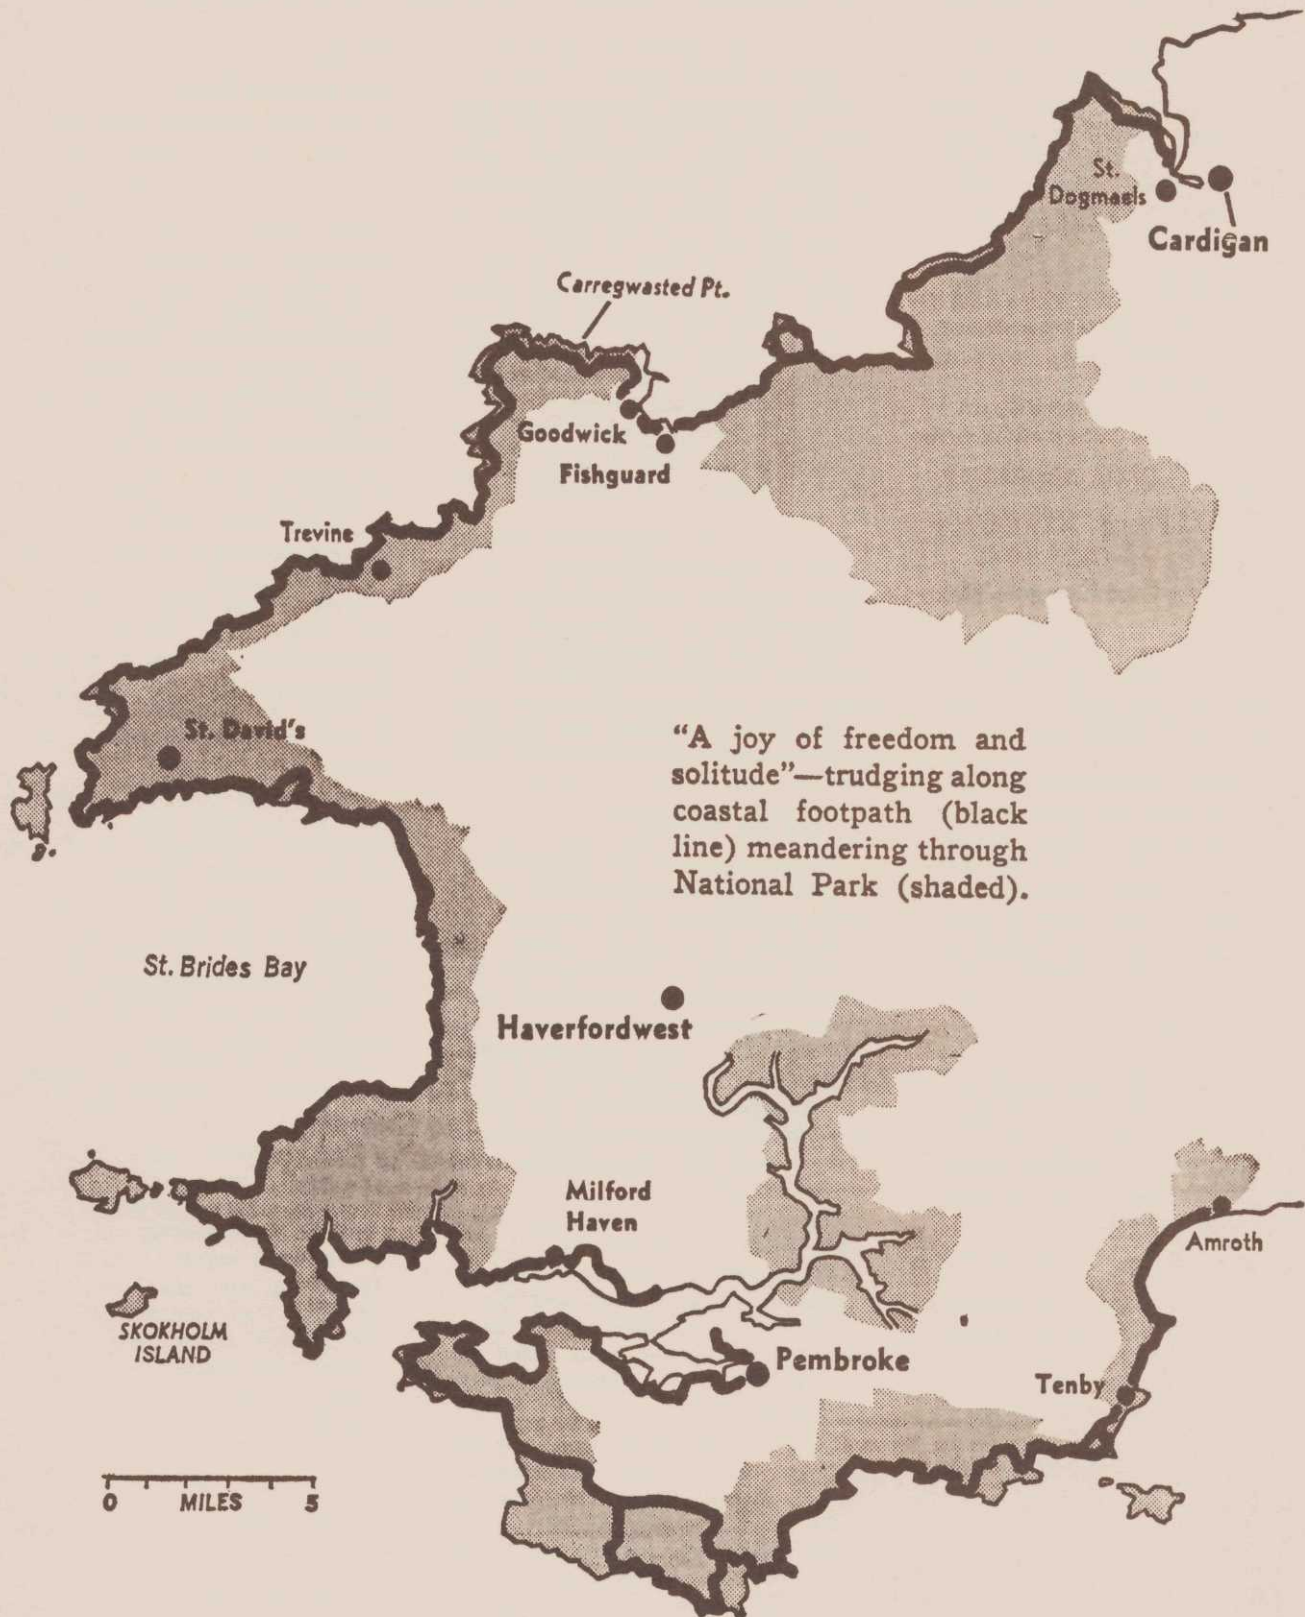 St.
Dogmaels
Cardigan
Carregwasted Pt.
Goodwick
Fishguard
Trevine
St. David's
"A joy of freedom and
solitude"—trudging along
coastal footpath (black
line) meandering through
National Park (shaded).
St. Brides Bay
Haverfordwest
Milford
Haven
Amroth
SKOKHOLM
ISLAND
Pembroke
Tenby
0 MILES 5